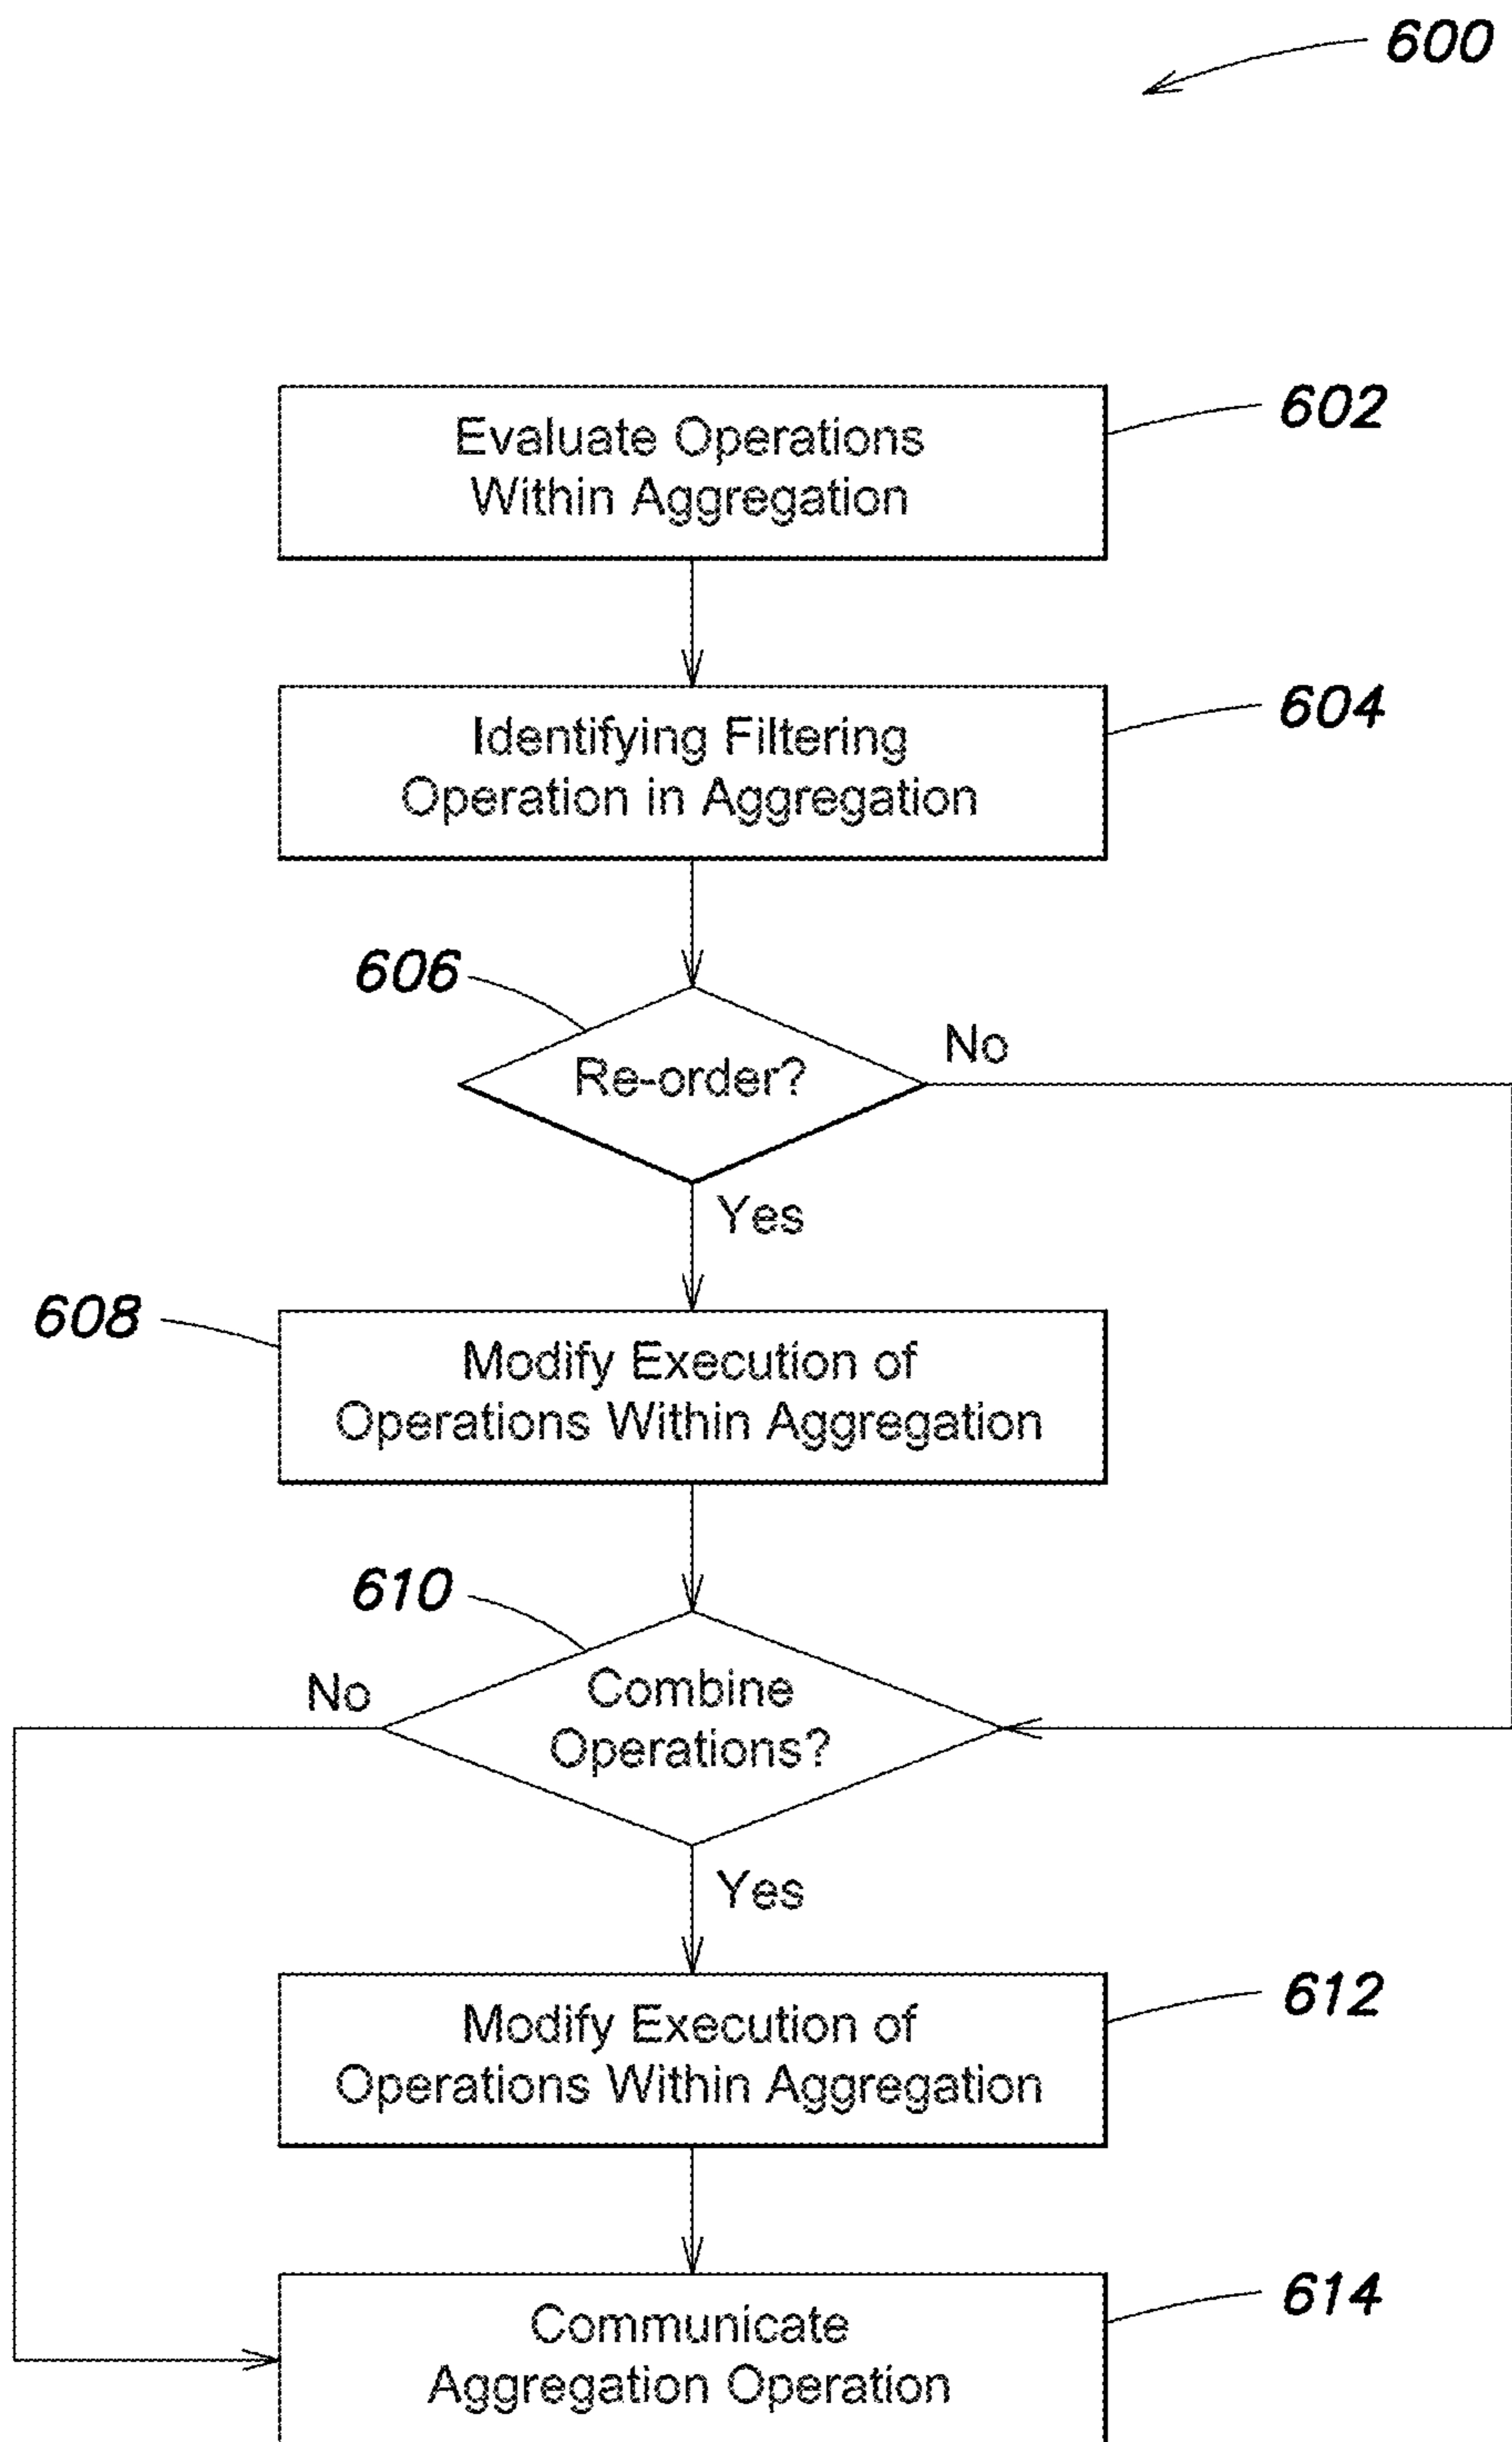 600
Evaluate Operations
Within Aggregation
602
Identifying Filtering
Operation in Aggregation
604
606
Re-order?
No
Yes
608
Modify Execution of
Operations Within Aggregation
610
No
Combine
Operations?
Yes
Modify Execution of
Operations Within Aggregation
612
Communicate
Aggregation Operation
614